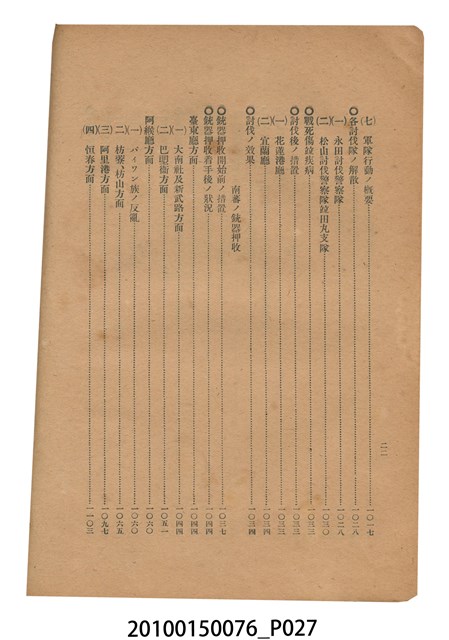 (七) 軍隊行動ノ概要……一〇一七
◎各討伐隊ノ解散……一〇二八
(一) 永田討伐警察隊……一〇二八
(二) 松山討伐警察隊竝田丸支隊……一〇三〇
◎戰死傷竝疾病……一〇三三
◎討伐後ノ措置……一〇三三
(一) 花蓮港廳……一〇三三
(二) 宜蘭廳……一〇三四
◎討伐ノ效果……一〇三四
南蕃ノ銃器押收
◎銃器押收開始前ノ措置……一〇三七
◎銃器押收着手後ノ狀況……一〇四四
臺東廳方面……一〇四四
(一) 大南社及新武路方面……一〇四四
(二) 巴塱衞方面……一〇五一
阿緱廳方面……一〇六〇
(一) パイワン族ノ反亂……一〇六〇
(二) 枋寮、枋山方面……一〇六五
(三) 阿里港方面……一〇九七
(四) 恒春方面……一一〇三
二二
20100150076_P027